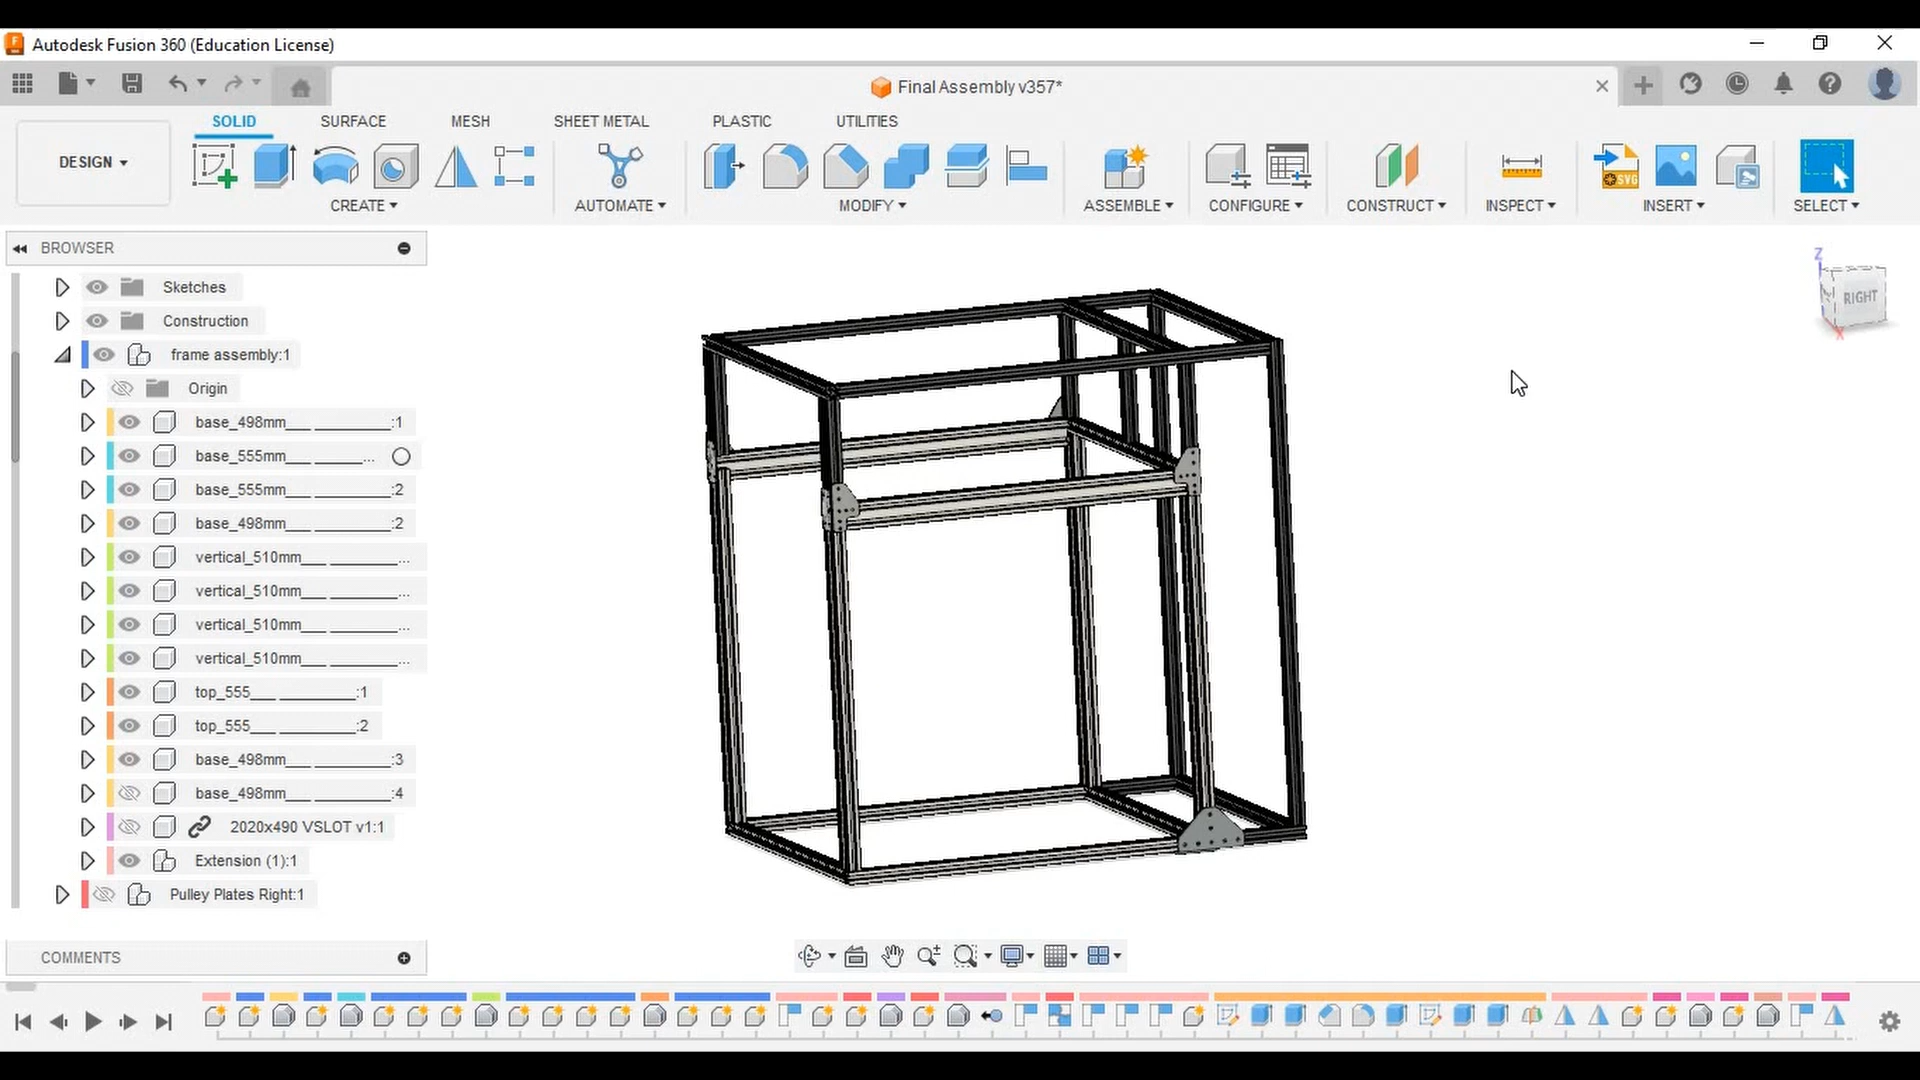 Autodesk Fusion 360 (Education License)
Final Assembly v357*
SOLID SURFACE MESH SHEET METAL PLASTIC UTILITIES
DESIGN
CREATE AUTOMATE MODIFY ASSEMBLE CONFIGURE CONSTRUCT INSPECT INSERT SELECT
SVG
BROWSER
Sketches
Construction
frame assembly:1
Origin
base_498mm___ _________:1
base_555mm___ ______...
base_555mm___ _________:2
base_498mm___ _________:2
vertical_510mm___ _________...
vertical_510mm___ _________...
vertical_510mm___ _________...
vertical_510mm___ _________...
top_555___ _________:1
top_555___ _________:2
base_498mm___ _________:3
base_498mm___ _________:4
2020x490 VSLOT v1:1
Extension (1):1
Pulley Plates Right:1
Z
RIGHT
X
COMMENTS